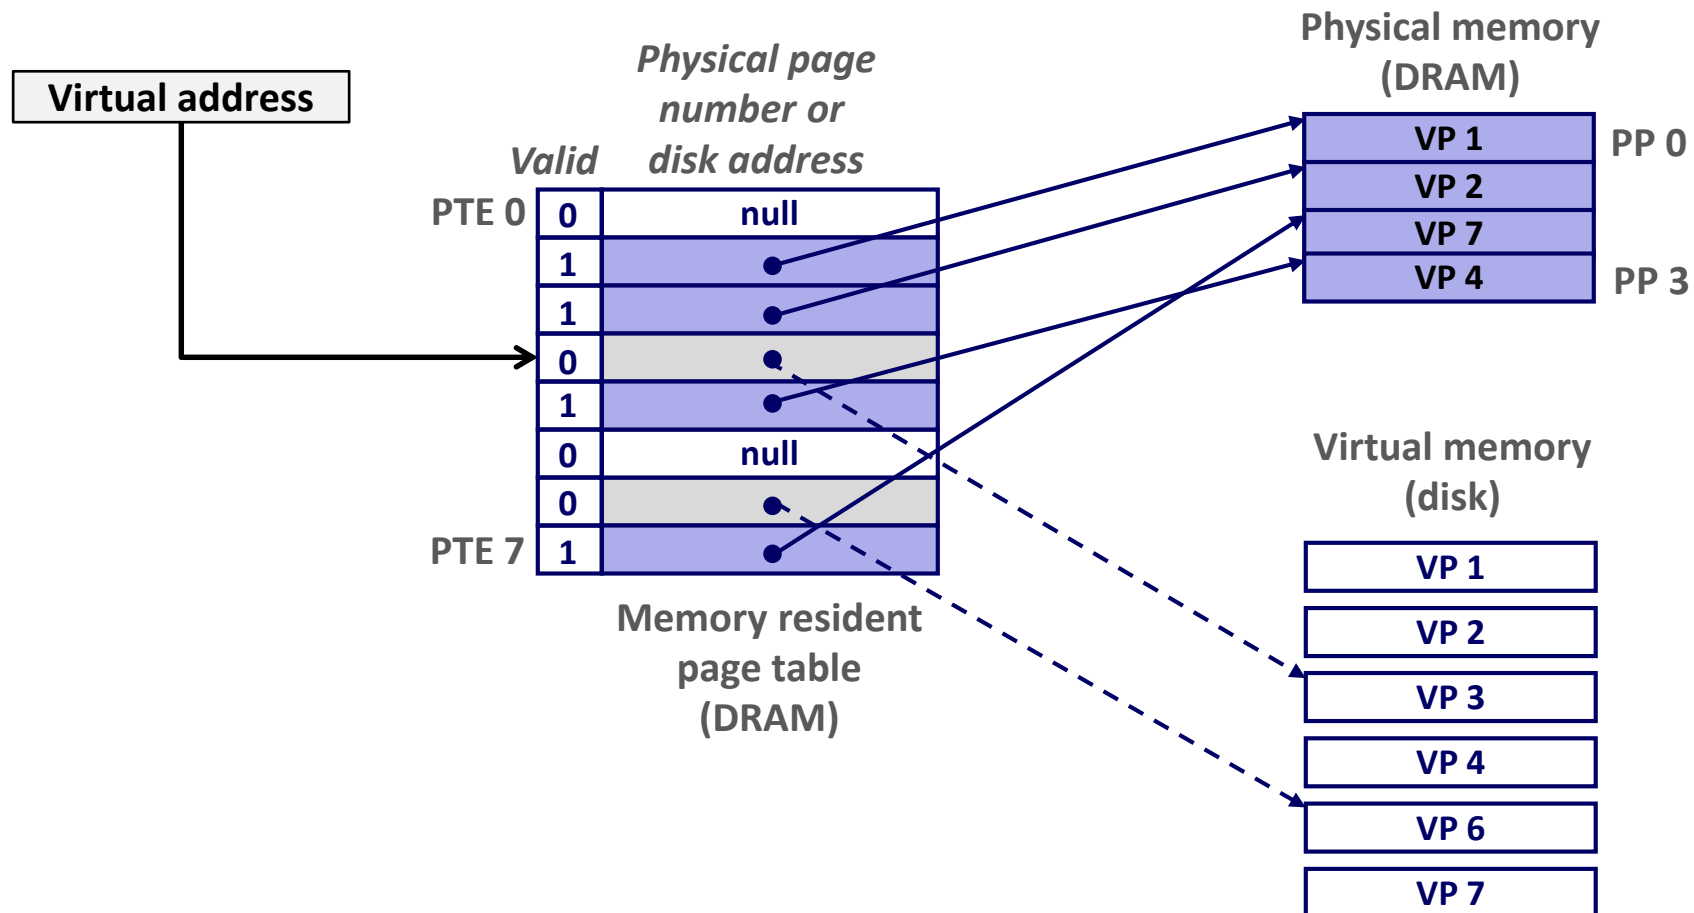 Virtual address
Physical page
number or
disk address
Valid
PTE 0
0
null
1
1
0
1
0
null
0
PTE 7
1
Memory resident
page table
(DRAM)
Physical memory
(DRAM)
VP 1
PP 0
VP 2
VP 7
VP 4
PP 3
Virtual memory
(disk)
VP 1
VP 2
VP 3
VP 4
VP 6
VP 7